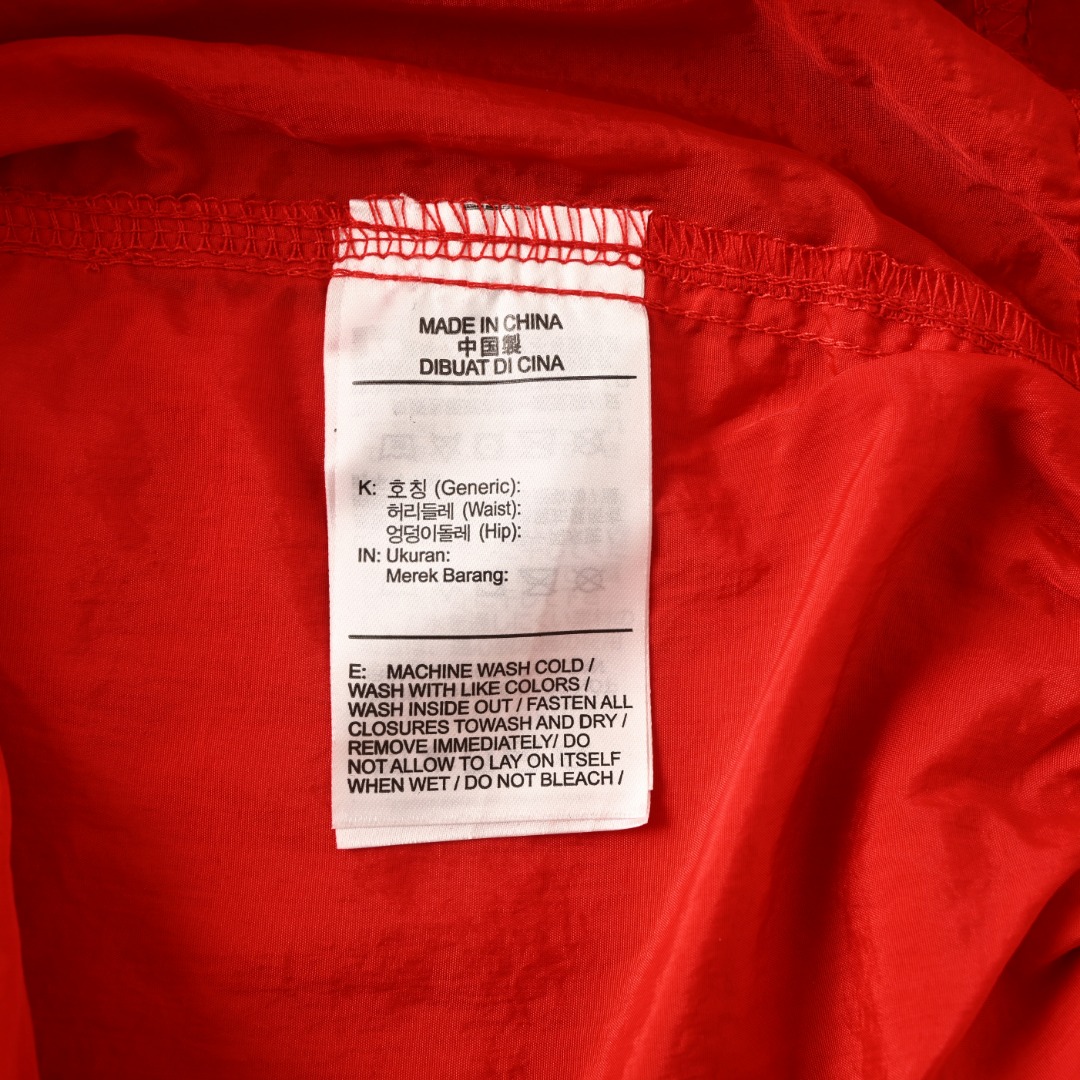 MADE IN CHINA
中国製
DIBUAT DI CINA
K: 호칭 (Generic):
허리들레 (Waist):
엉덩이돌레 (Hip):
IN: Ukuran:
Merek Barang:
E: MACHINE WASH COLD /
WASH WITH LIKE COLORS /
WASH INSIDE OUT / FASTEN ALL
CLOSURES TOWASH AND DRY /
REMOVE IMMEDIATELY/ DO
NOT ALLOW TO LAY ON ITSELF
WHEN WET / DO NOT BLEACH /